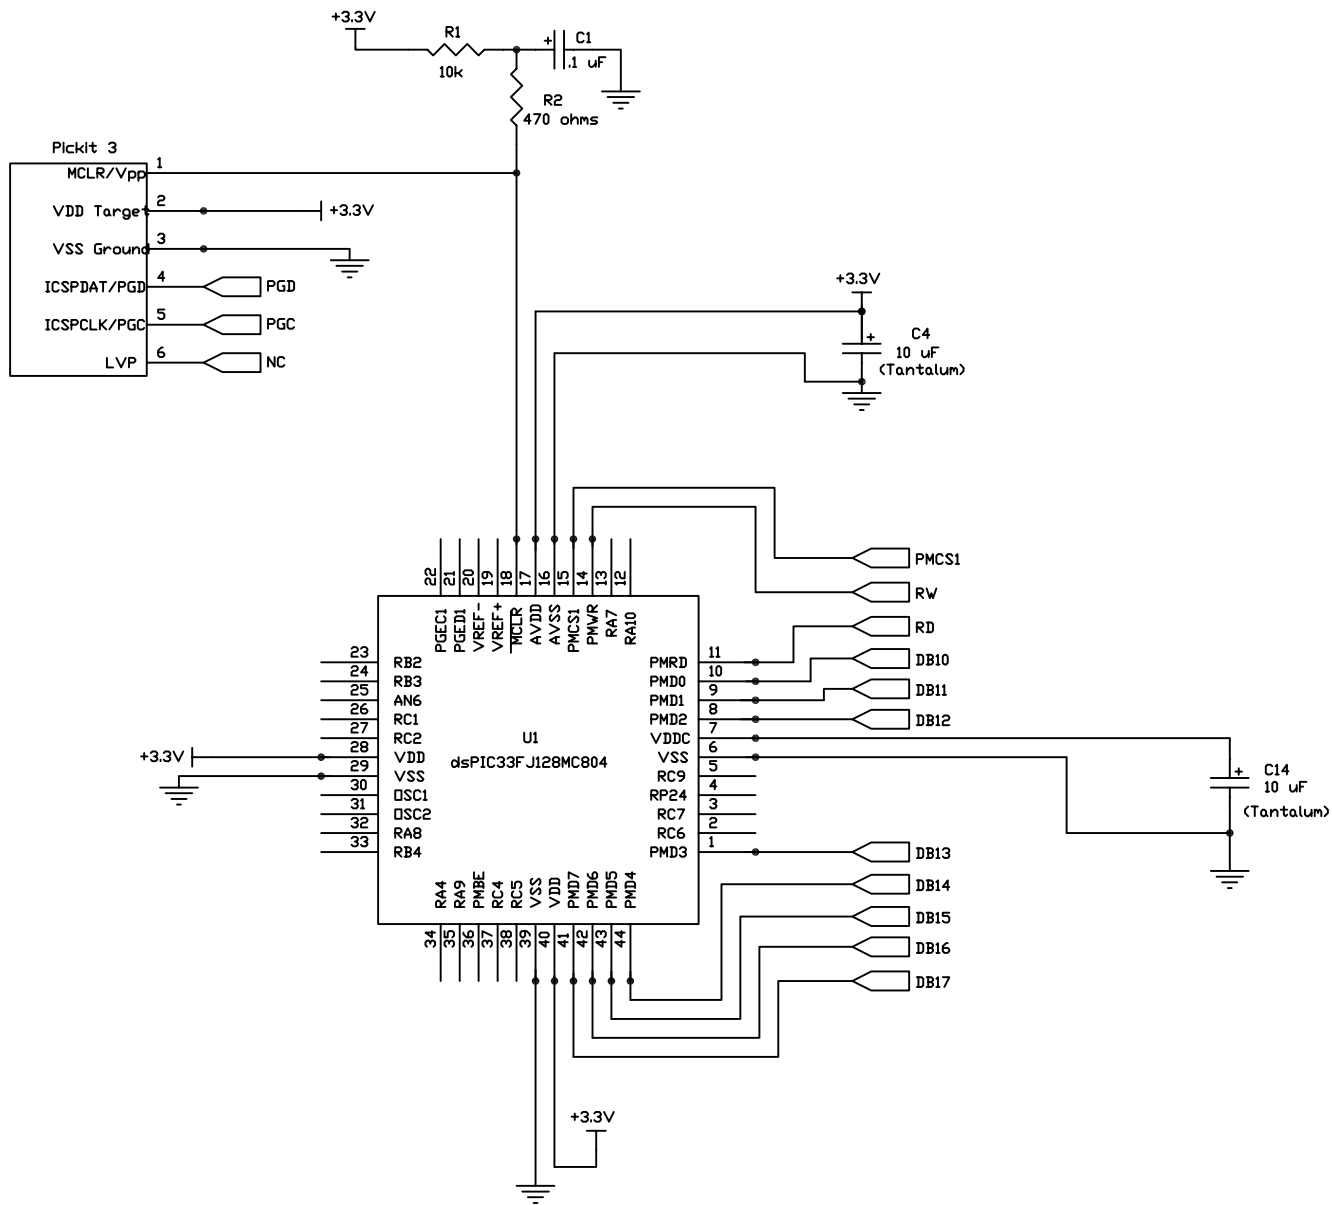 +3.3V
R1
10k
C1
.1 uF
R2
470 ohms
PickIt 3
MCLR/Vpp 1
VDD Target 2
+3.3V
VSS Ground 3
ICSPDAT/PGD 4
PGD
ICSPCLK/PGC 5
PGC
LVP 6
NC
+3.3V
C4
10 uF
(Tantalum)
22 21 20 19 18 17 16 15 14 13 12
PGEC1 PGED1 VREF- VREF+ MCLR AVDD AVSS PMCS1 PMWR RA7 RA10
PMCS1
RW
RD
DB10
DB11
DB12
23 RB2
24 RB3
25 AN6
26 RC1
27 RC2
+3.3V
28 VDD
29 VSS
30 OSC1
31 OSC2
32 RA8
33 RB4
U1
dsPIC33FJ128MC804
PMRD 11
PMD0 10
PMD1 9
PMD2 8
VDDC 7
VSS 6
RC9 5
RP24 4
RC7 3
RC6 2
PMD3 1
C14
10 uF
(Tantalum)
RA4 RA9 PMBE RC4 RC5 VSS VDD PMD7 PMD6 PMD5 PMD4
34 35 36 37 38 39 40 41 42 43 44
DB13
DB14
DB15
DB16
DB17
+3.3V